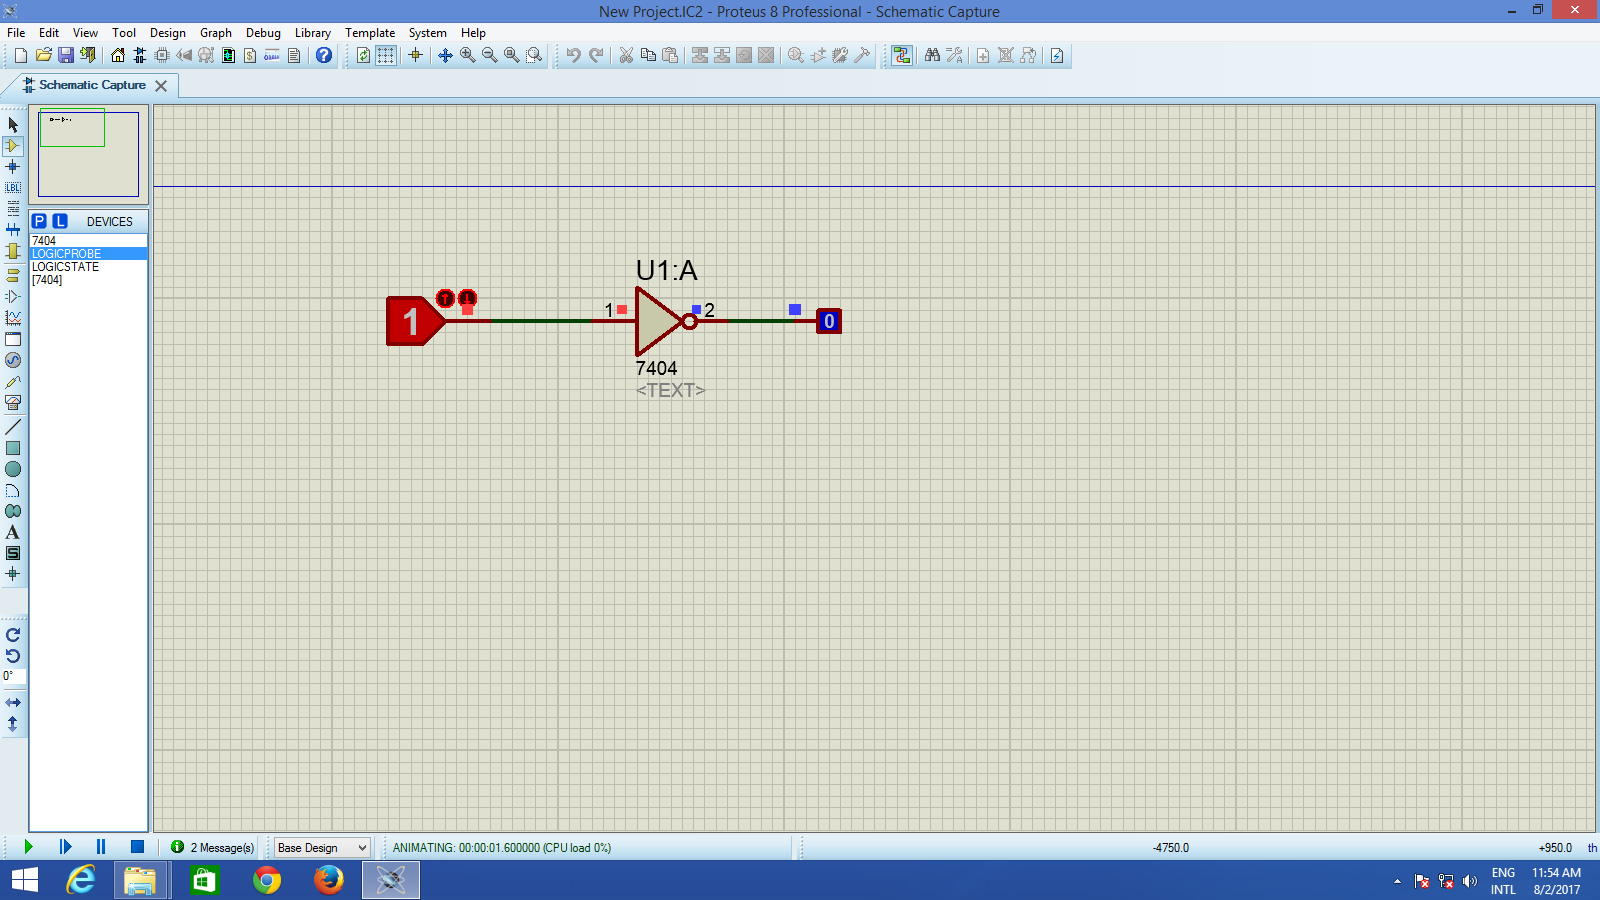 New Project.IC2 - Proteus 8 Professional - Schematic Capture
File Edit View Tool Design Graph Debug Library Template System Help
Schematic Capture
P L DEVICES
7404
LOGICPROBE
LOGICSTATE
[7404]
LBL
A
S
0°
U1:A
1
1
2
0
7404
<TEXT>
2 Message(s)
Base Design
ANIMATING: 00:00:01.600000 (CPU load 0%)
-4750.0
+950.0
th
ENG
INTL
11:54 AM
8/2/2017